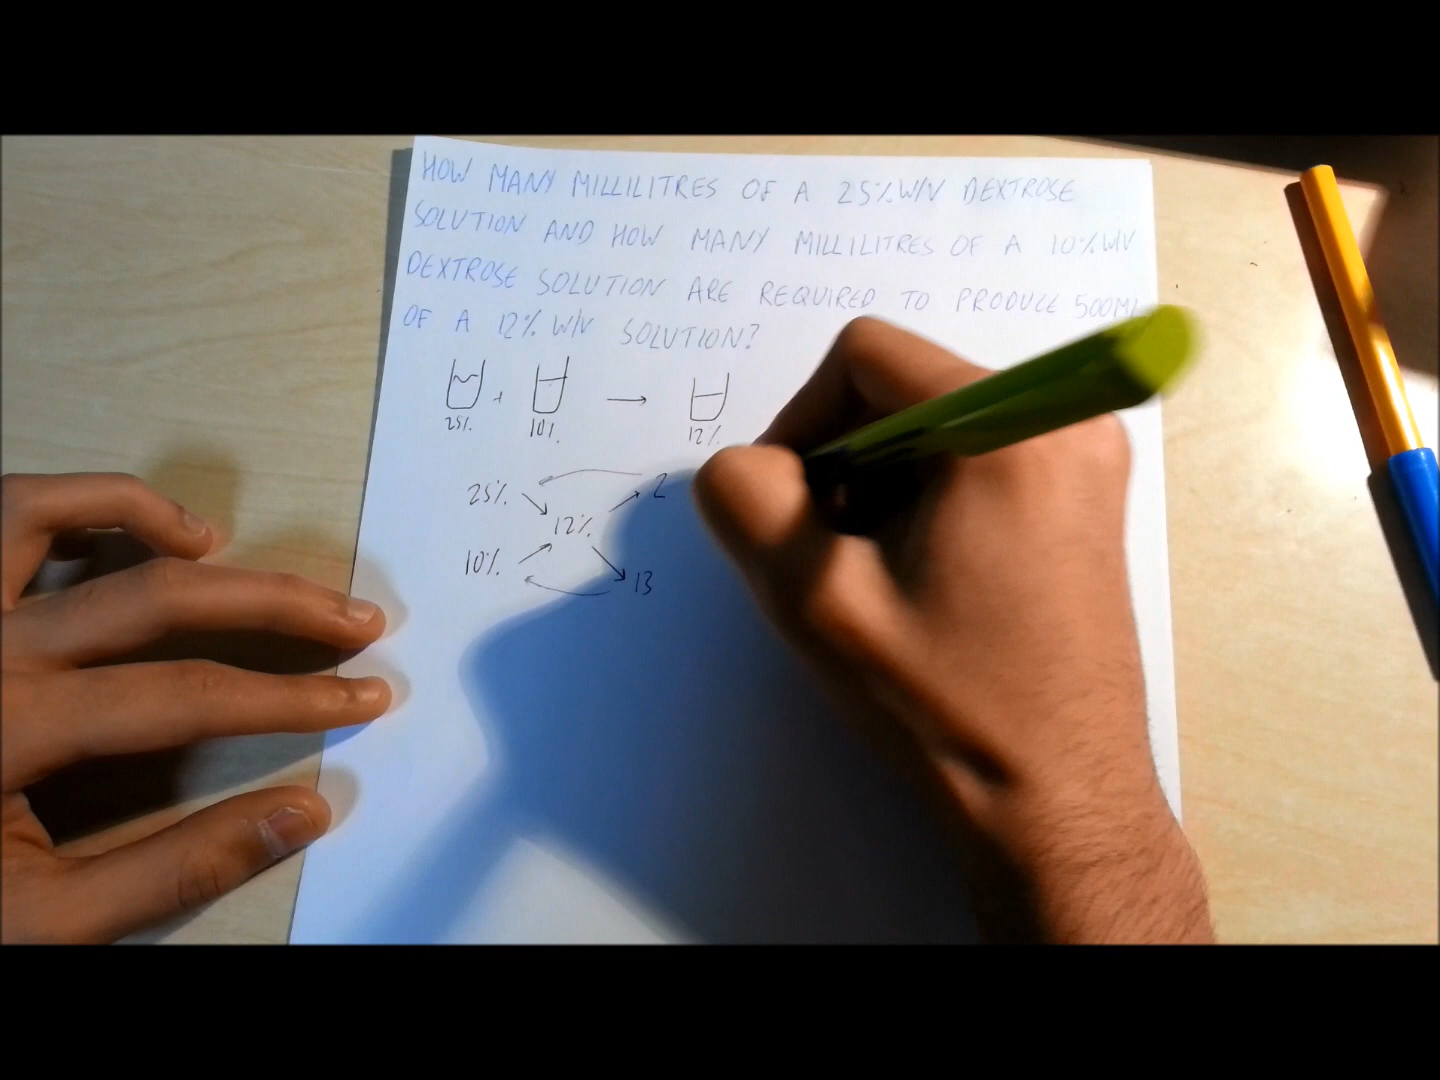 HOW MANY MILLILITRES OF A 25% W/V DEXTROSE
SOLUTION AND HOW MANY MILLILITRES OF A 10% W/V
DEXTROSE SOLUTION ARE REQUIRED TO PRODUCE 500ML
OF A 12% W/V SOLUTION?
+
25% 10% 12%
25% 2
12%
10% 13